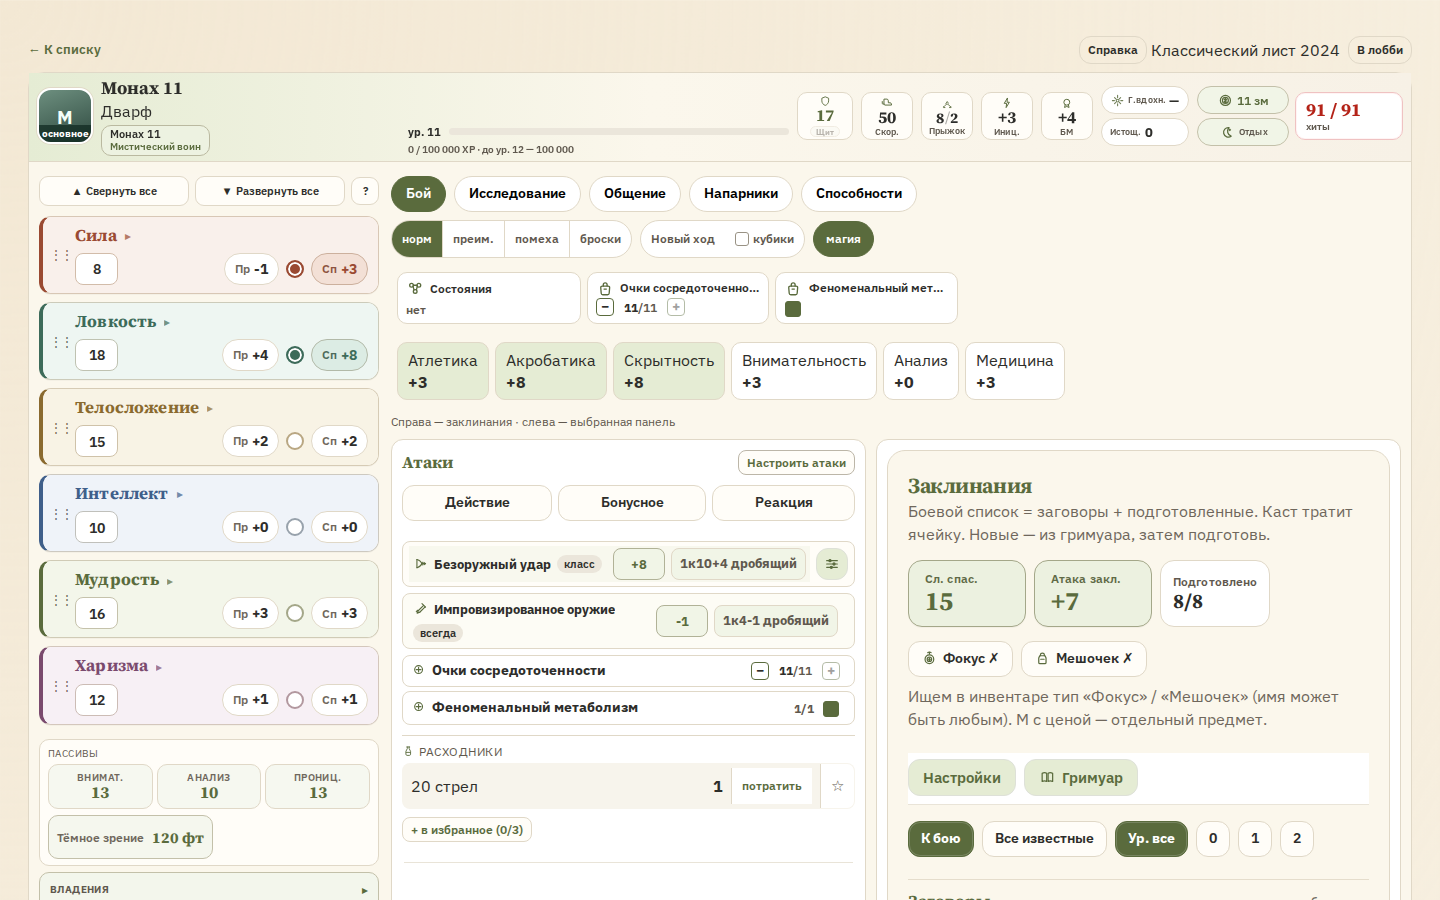 ← К списку
Справка
Классический лист 2024
В лобби
М
основное
Монах 11
Дварф
Монах 11
Мистический воин
ур. 11
0 / 100 000 XP · до ур. 12 — 100 000
17
Щит
50
Скор.
8/2
Прыжок
+3
Иниц.
+4
БМ
Г.вдохн. —
Истощ. 0
11 зм
Отдых
91 / 91
хиты
▲ Свернуть все
▼ Развернуть все
?
Сила ▸
8
Пр -1
Сп +3
Ловкость ▸
18
Пр +4
Сп +8
Телосложение ▸
15
Пр +2
Сп +2
Интеллект ▸
10
Пр +0
Сп +0
Мудрость ▸
16
Пр +3
Сп +3
Харизма ▸
12
Пр +1
Сп +1
ПАССИВЫ
ВНИМАТ.
13
АНАЛИЗ
10
ПРОНИЦ.
13
Тёмное зрение 120 фт
ВЛАДЕНИЯ ▸
Бой
Исследование
Общение
Напарники
Способности
норм
преим.
помеха
броски
Новый ход
кубики
магия
Состояния
нет
Очки сосредоточенно...
− 11/11 +
Феноменальный мет...
Атлетика
+3
Акробатика
+8
Скрытность
+8
Внимательность
+3
Анализ
+0
Медицина
+3
Справа — заклинания · слева — выбранная панель
Атаки
Настроить атаки
Действие
Бонусное
Реакция
Безоружный удар класс +8 1к10+4 дробящий
Импровизированное оружие
всегда
-1 1к4-1 дробящий
Очки сосредоточенности − 11/11 +
Феноменальный метаболизм 1/1
РАСХОДНИКИ
20 стрел 1 потратить ☆
+ в избранное (0/3)
Заклинания
Боевой список = заговоры + подготовленные. Каст тратит
ячейку. Новые — из гримуара, затем подготовь.
Сл. спас.
15
Атака закл.
+7
Подготовлено
8/8
Фокус ✗
Мешочек ✗
Ищем в инвентаре тип «Фокус» / «Мешочек» (имя может
быть любым). М с ценой — отдельный предмет.
Настройки
Гримуар
К бою
Все известные
Ур. все
0
1
2